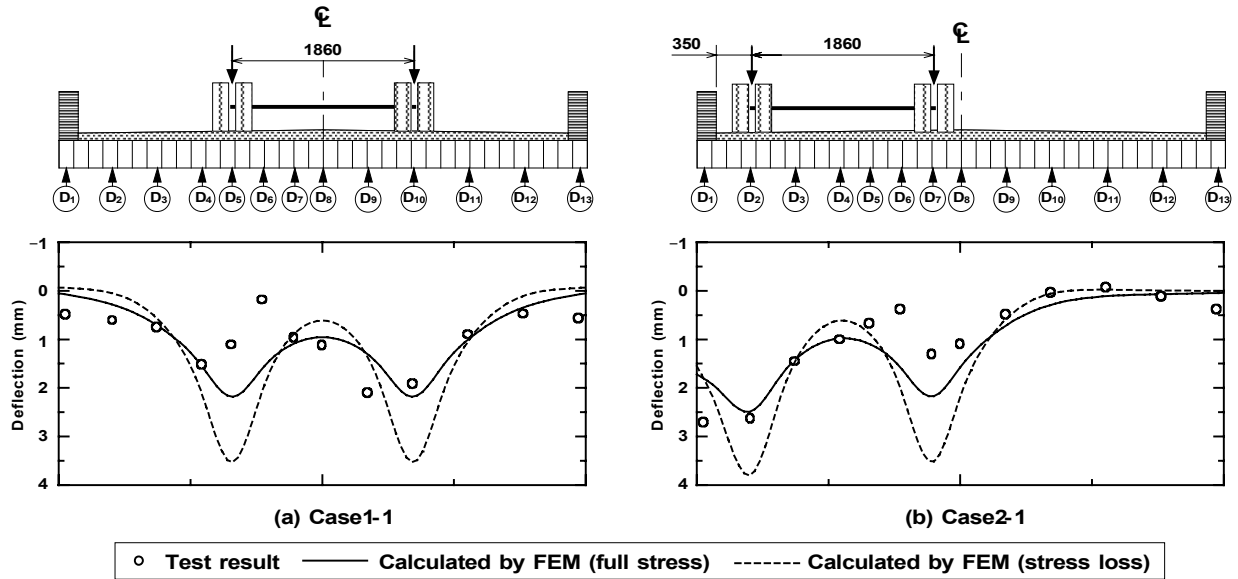 ℄
1860
D1 D2 D3 D4 D5 D6 D7 D8 D9 D10 D11 D12 D13
℄
350 1860
D1 D2 D3 D4 D5 D6 D7 D8 D9 D10 D11 D12 D13
Deflection (mm)
−1
0
1
2
3
4
(a) Case1-1
Deflection (mm)
−1
0
1
2
3
4
(b) Case2-1
Test result Calculated by FEM (full stress) Calculated by FEM (stress loss)